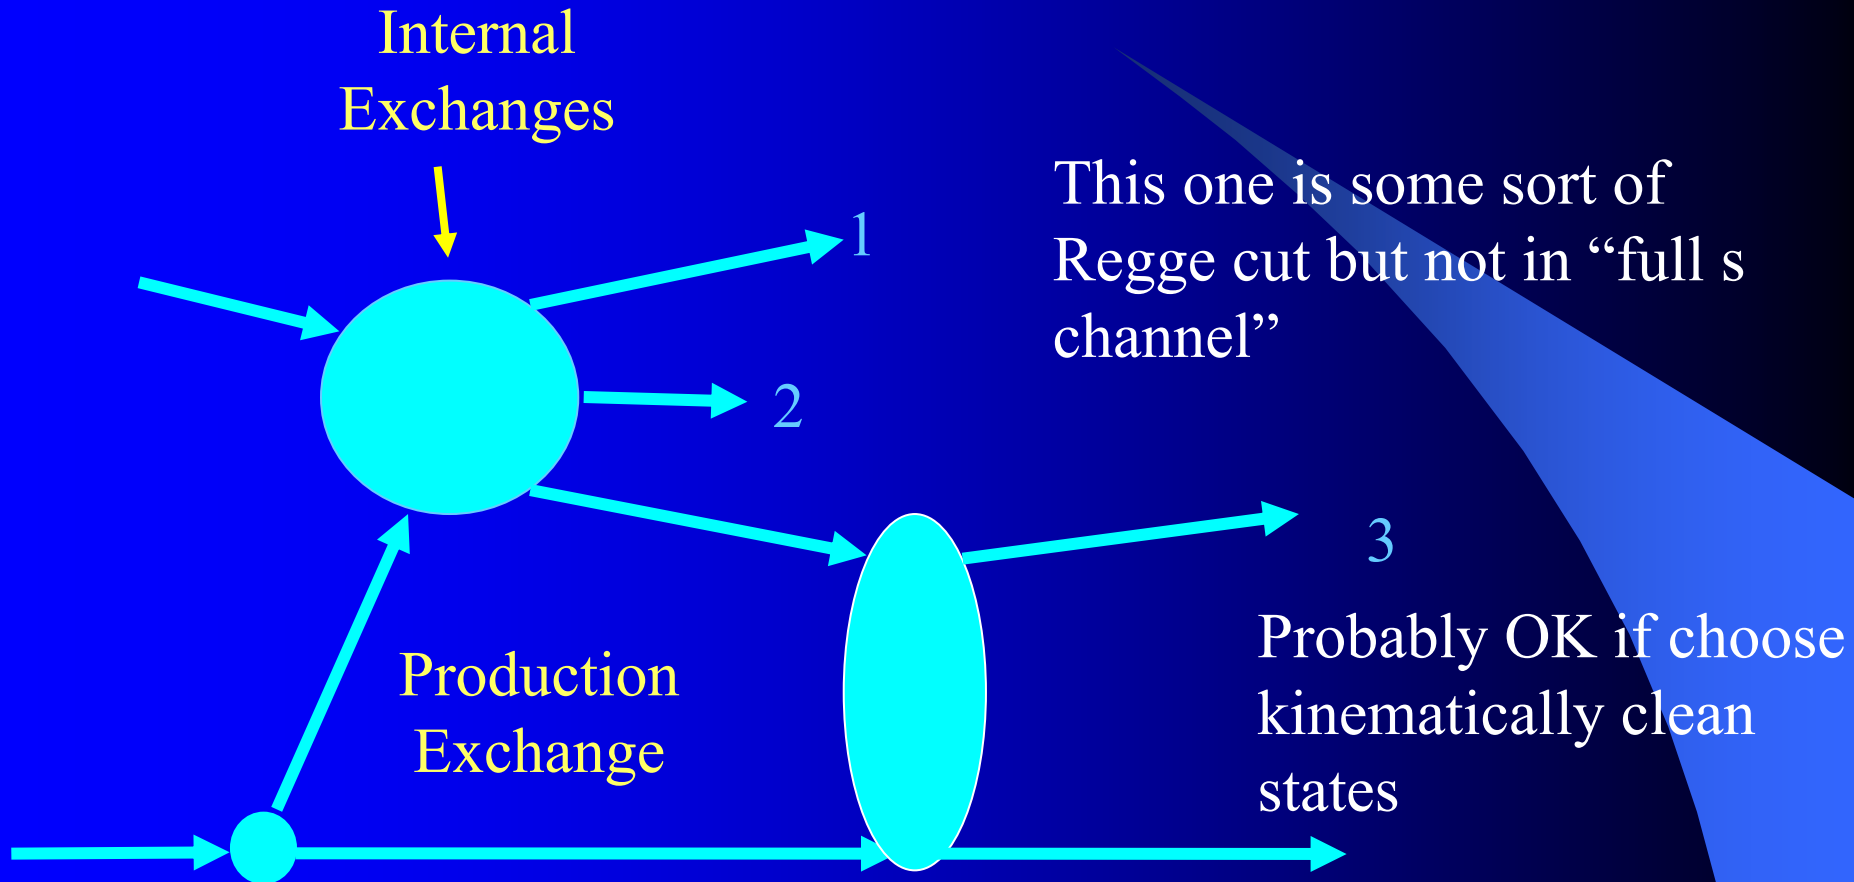 Internal
Exchanges
This one is some sort of
Regge cut but not in “full s
channel”
1
2
3
Probably OK if choose
kinematically clean
states
Production
Exchange